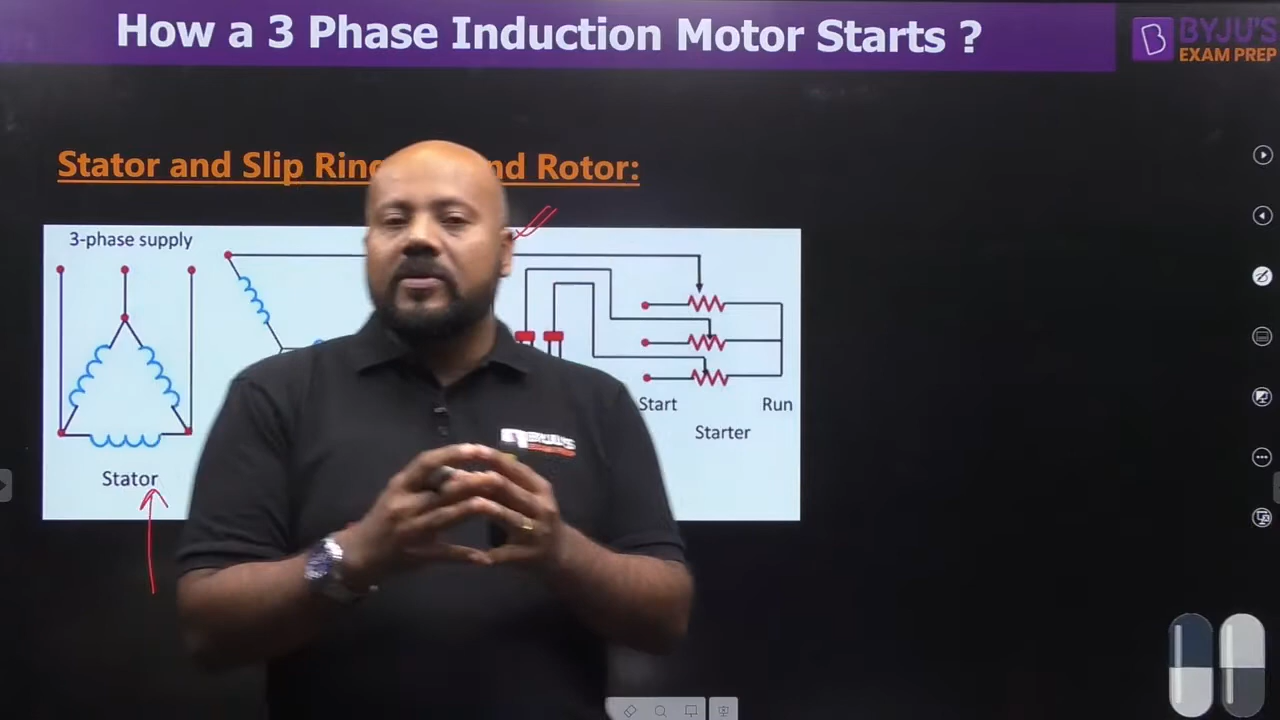 How a 3 Phase Induction Motor Starts ?
BYJU'S
EXAM PREP
Stator and Slip Ring nd Rotor:
3-phase supply
Start
Run
Starter
Stator
BYJU'S